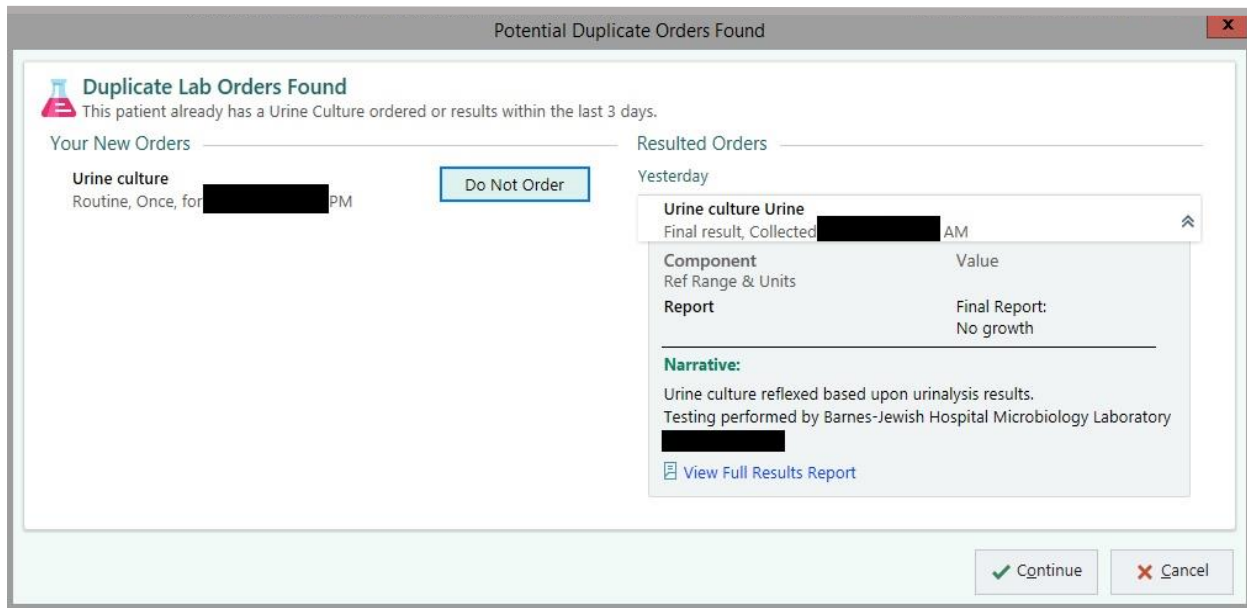 Potential Duplicate Orders Found
x
Duplicate Lab Orders Found
This patient already has a Urine Culture ordered or results within the last 3 days.
Your New Orders
Urine culture
Routine, Once, for PM
Do Not Order
Resulted Orders
Yesterday
Urine culture Urine
Final result, Collected AM
Component Value
Ref Range & Units
Report Final Report:
No growth
Narrative:
Urine culture reflexed based upon urinalysis results.
Testing performed by Barnes-Jewish Hospital Microbiology Laboratory
View Full Results Report
Continue
Cancel